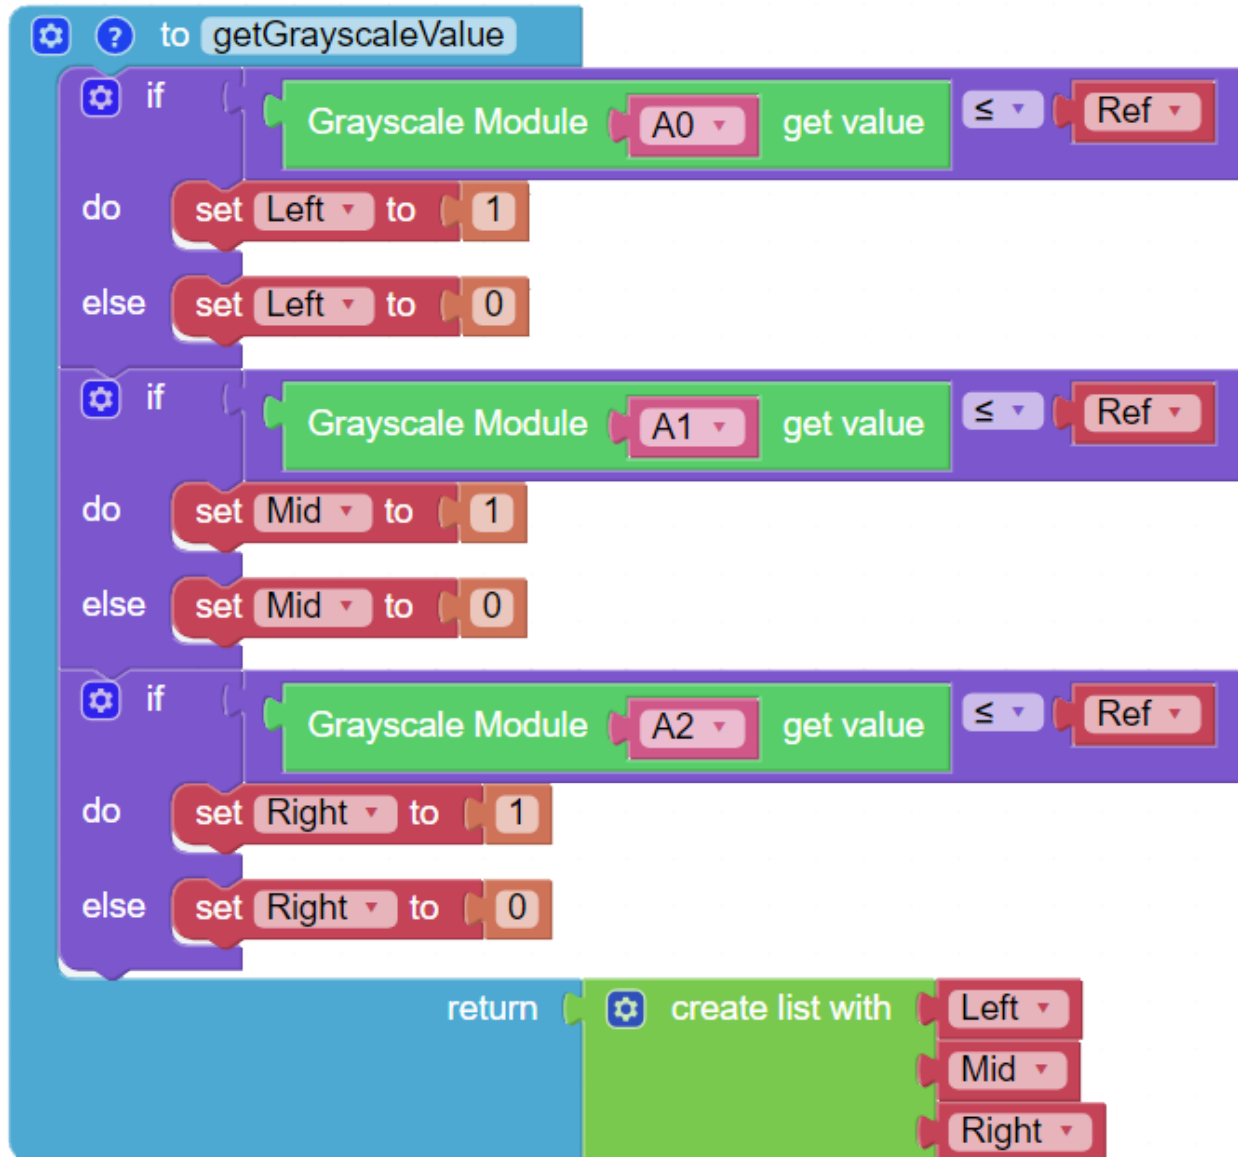 ? to getGrayscaleValue
if Grayscale Module A0 get value ≤ Ref
do set Left to 1
else set Left to 0
if Grayscale Module A1 get value ≤ Ref
do set Mid to 1
else set Mid to 0
if Grayscale Module A2 get value ≤ Ref
do set Right to 1
else set Right to 0
return create list with Left
Mid
Right